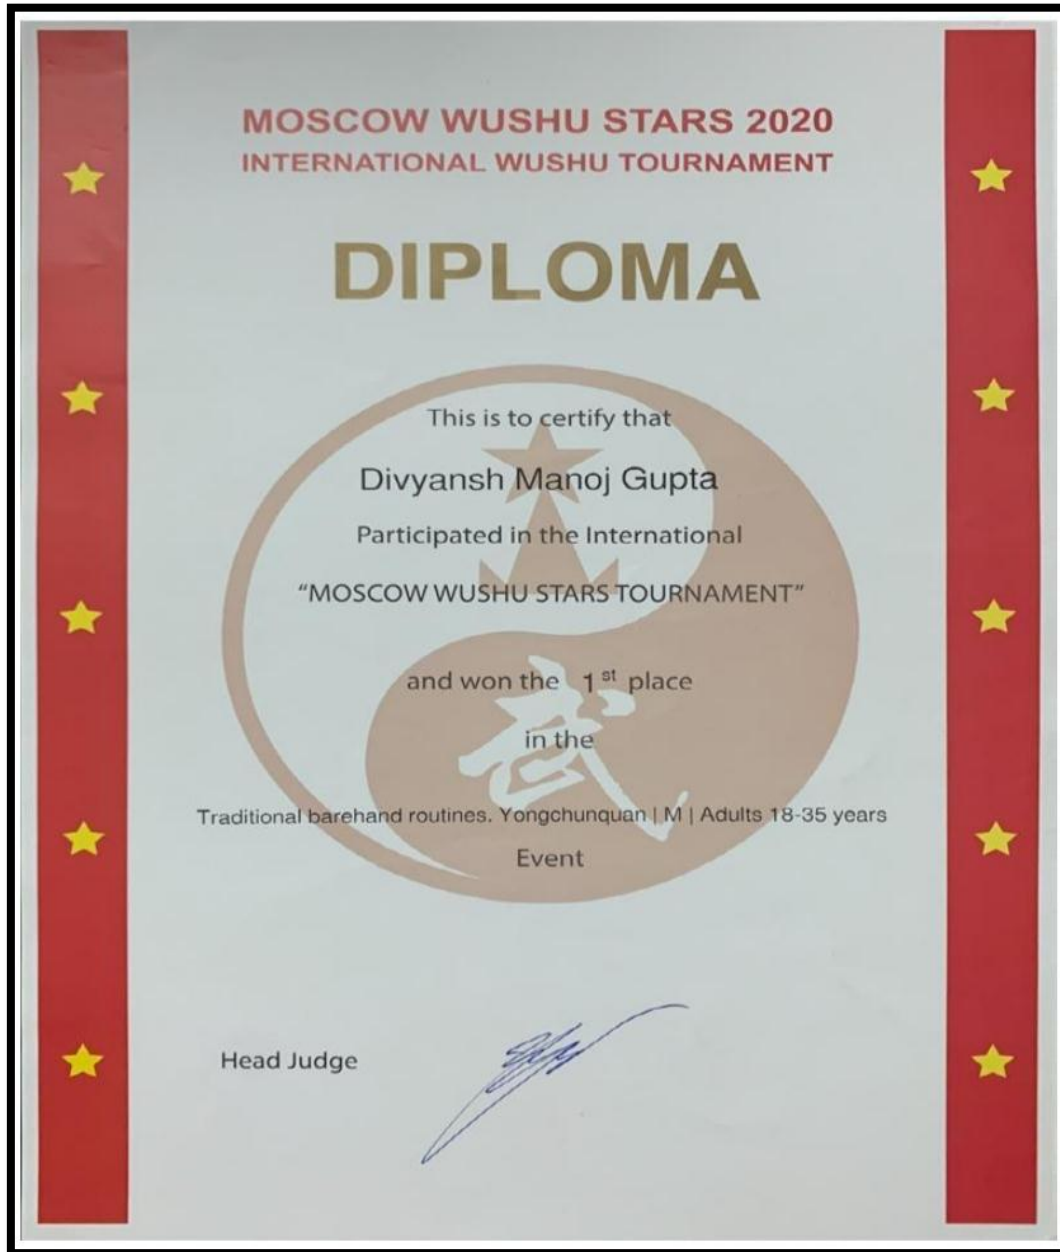 MOSCOW WUSHU STARS 2020
INTERNATIONAL WUSHU TOURNAMENT
DIPLOMA
This is to certify that
Divyansh Manoj Gupta
Participated in the International
“MOSCOW WUSHU STARS TOURNAMENT”
and won the 1st place
in the
武
Traditional barehand routines. Yongchunquan | M | Adults 18-35 years
Event
Head Judge